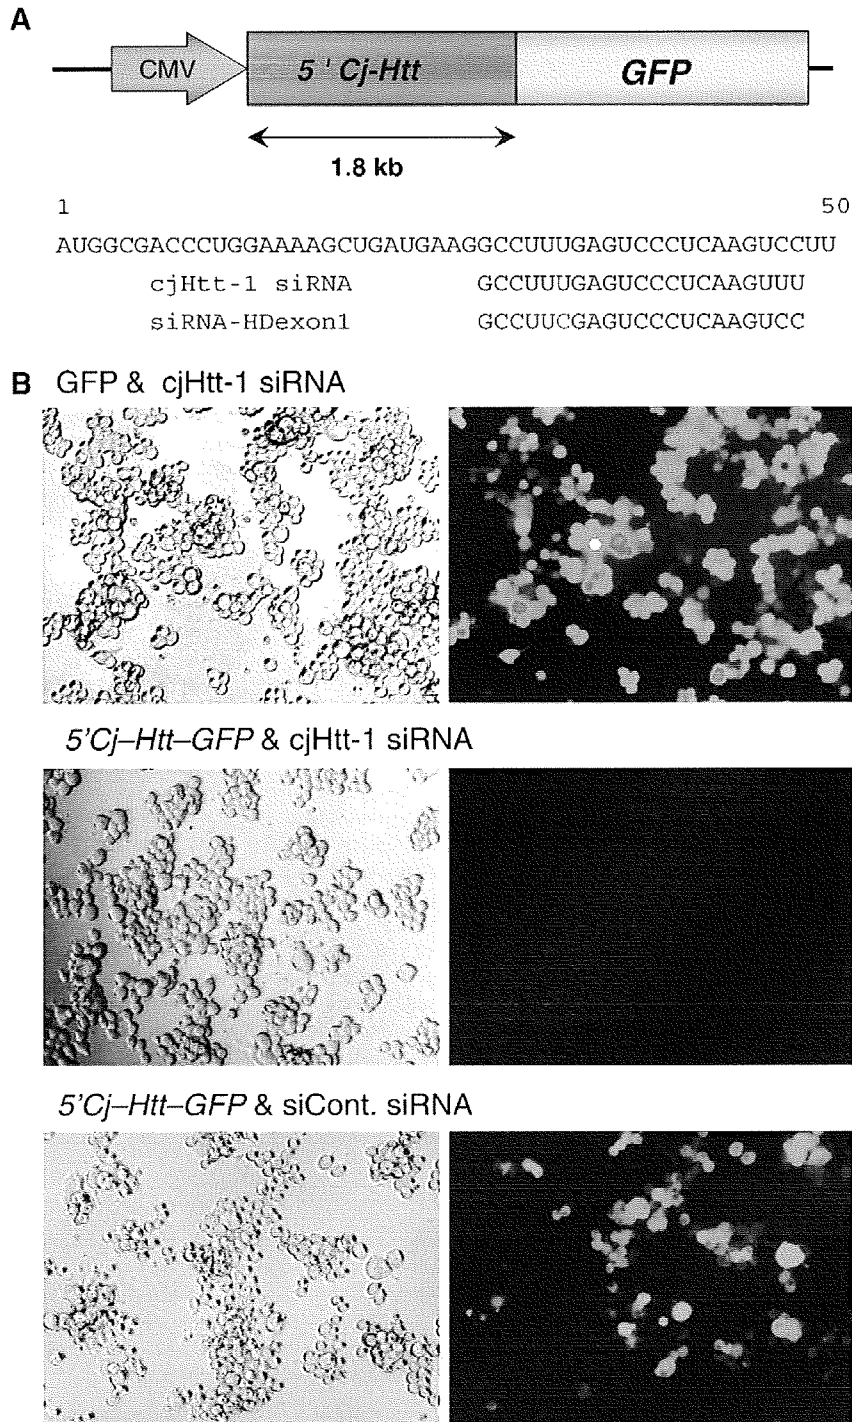 A
CMV
5 ' Cj-Htt
GFP
1.8 kb
1 50
AUGGCGACCCUGGAAAAGCUGAUGAAGGCCUUUGAGUCCCUCAAGUCCUU
cjHtt-1 siRNA GCCUUUGAGUCCCUCAAGUUU
siRNA-HDexon1 GCCUUCGAGUCCCUCAAGUCC
B GFP & cjHtt-1 siRNA
5'Cj–Htt–GFP & cjHtt-1 siRNA
5'Cj–Htt–GFP & siCont. siRNA